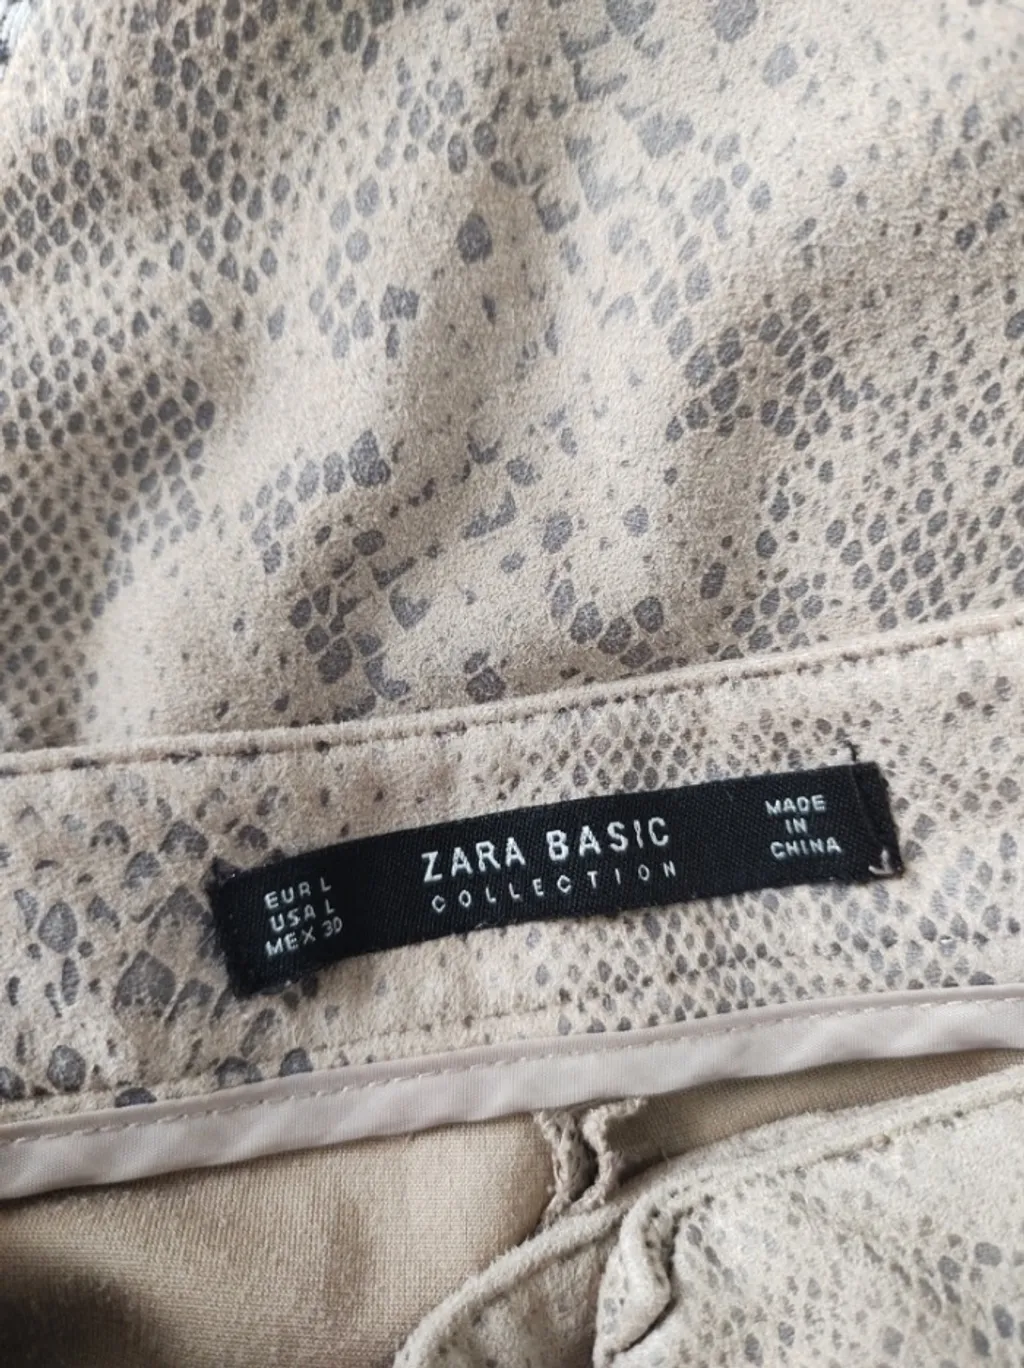 EUR L
USA L
MEX 30
ZARA BASIC
COLLECTION
MADE
IN
CHINA